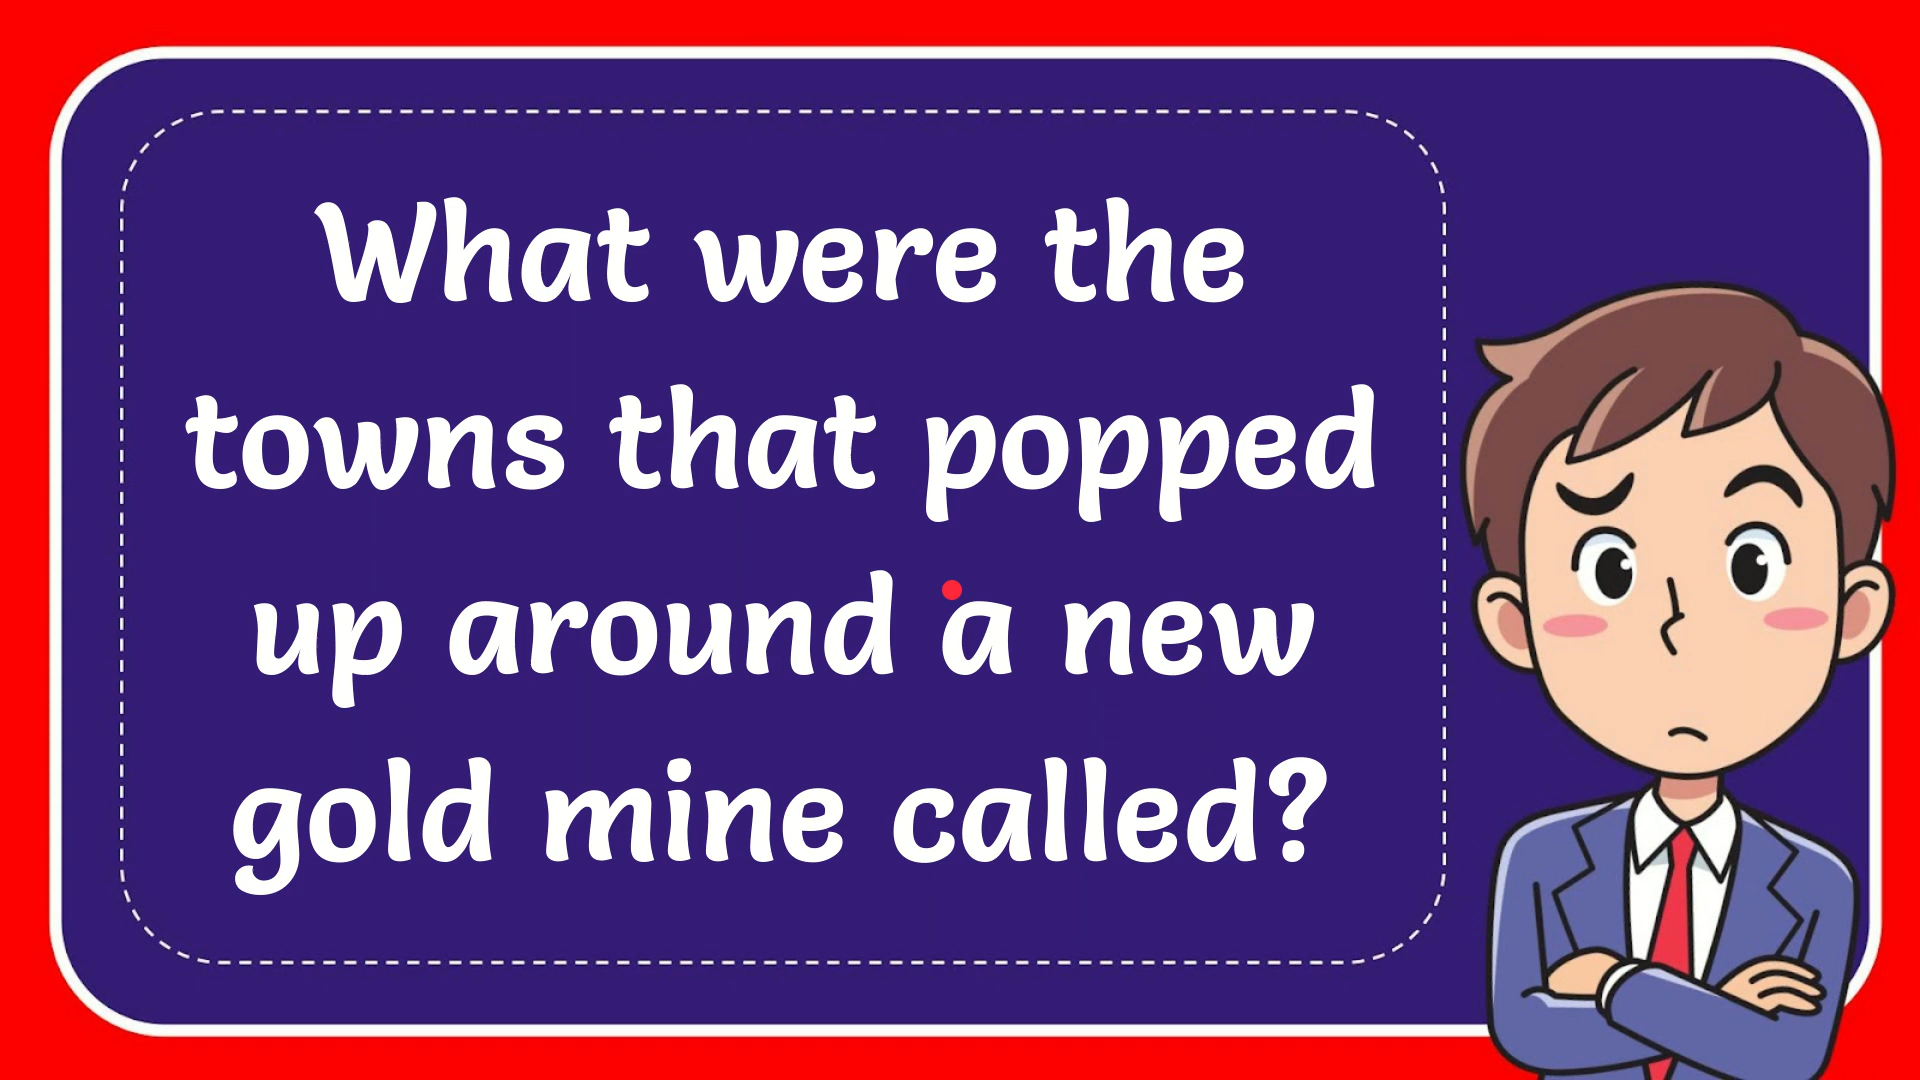 What were the
towns that popped
up around a new
gold mine called?